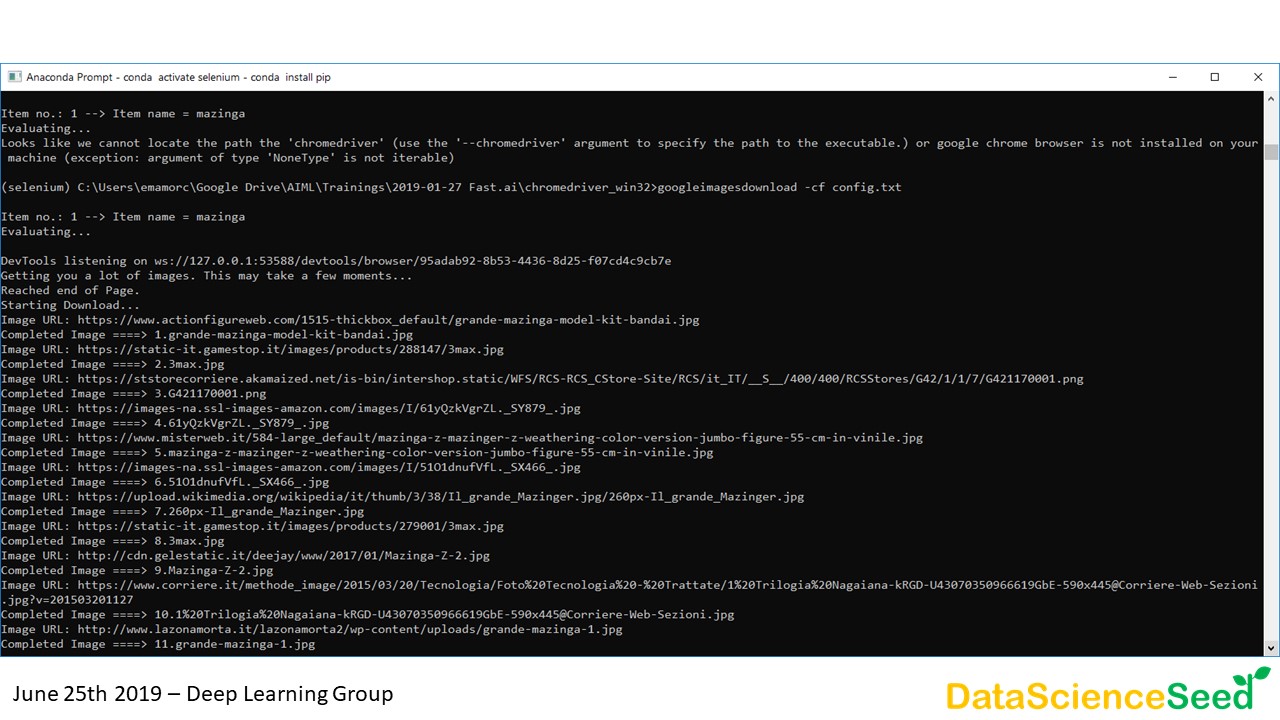 Anaconda Prompt - conda  activate selenium - conda  install pip
Item no.: 1 --> Item name = mazinga
Evaluating...
Looks like we cannot locate the path the 'chromedriver' (use the '--chromedriver' argument to specify the path to the executable.) or google chrome browser is not installed on your
machine (exception: argument of type 'NoneType' is not iterable)
(selenium) C:\Users\emamorc\Google Drive\AIML\Trainings\2019-01-27 Fast.ai\chromedriver_win32>googleimagesdownload -cf config.txt
Item no.: 1 --> Item name = mazinga
Evaluating...
DevTools listening on ws://127.0.0.1:53588/devtools/browser/95adab92-8b53-4436-8d25-f07cd4c9cb7e
Getting you a lot of images. This may take a few moments...
Reached end of Page.
Starting Download...
Image URL: https://www.actionfigureweb.com/1515-thickbox_default/grande-mazinga-model-kit-bandai.jpg
Completed Image ====> 1.grande-mazinga-model-kit-bandai.jpg
Image URL: https://static-it.gamestop.it/images/products/288147/3max.jpg
Completed Image ====> 2.3max.jpg
Image URL: https://ststorecorriere.akamaized.net/is-bin/intershop.static/WFS/RCS-RCS_CStore-Site/RCS/it_IT/__S__/400/400/RCSStores/G42/1/1/7/G421170001.png
Completed Image ====> 3.G421170001.png
Image URL: https://images-na.ssl-images-amazon.com/images/I/61yQzkVgrZL._SY879_.jpg
Completed Image ====> 4.61yQzkVgrZL._SY879_.jpg
Image URL: https://www.misterweb.it/584-large_default/mazinga-z-mazinger-z-weathering-color-version-jumbo-figure-55-cm-in-vinile.jpg
Completed Image ====> 5.mazinga-z-mazinger-z-weathering-color-version-jumbo-figure-55-cm-in-vinile.jpg
Image URL: https://images-na.ssl-images-amazon.com/images/I/51O1dnufVfL._SX466_.jpg
Completed Image ====> 6.51O1dnufVfL._SX466_.jpg
Image URL: https://upload.wikimedia.org/wikipedia/it/thumb/3/38/Il_grande_Mazinger.jpg/260px-Il_grande_Mazinger.jpg
Completed Image ====> 7.260px-Il_grande_Mazinger.jpg
Image URL: https://static-it.gamestop.it/images/products/279001/3max.jpg
Completed Image ====> 8.3max.jpg
Image URL: http://cdn.gelestatic.it/deejay/www/2017/01/Mazinga-Z-2.jpg
Completed Image ====> 9.Mazinga-Z-2.jpg
Image URL: https://www.corriere.it/methode_image/2015/03/20/Tecnologia/Foto%20Tecnologia%20-%20Trattate/1%20Trilogia%20Nagaiana-kRGD-U43070350966619GbE-590x445@Corriere-Web-Sezioni
.jpg?v=201503201127
Completed Image ====> 10.1%20Trilogia%20Nagaiana-kRGD-U43070350966619GbE-590x445@Corriere-Web-Sezioni.jpg
Image URL: http://www.lazonamorta.it/lazonamorta2/wp-content/uploads/grande-mazinga-1.jpg
Completed Image ====> 11.grande-mazinga-1.jpg
June 25th 2019 – Deep Learning Group
DataScienceSeed